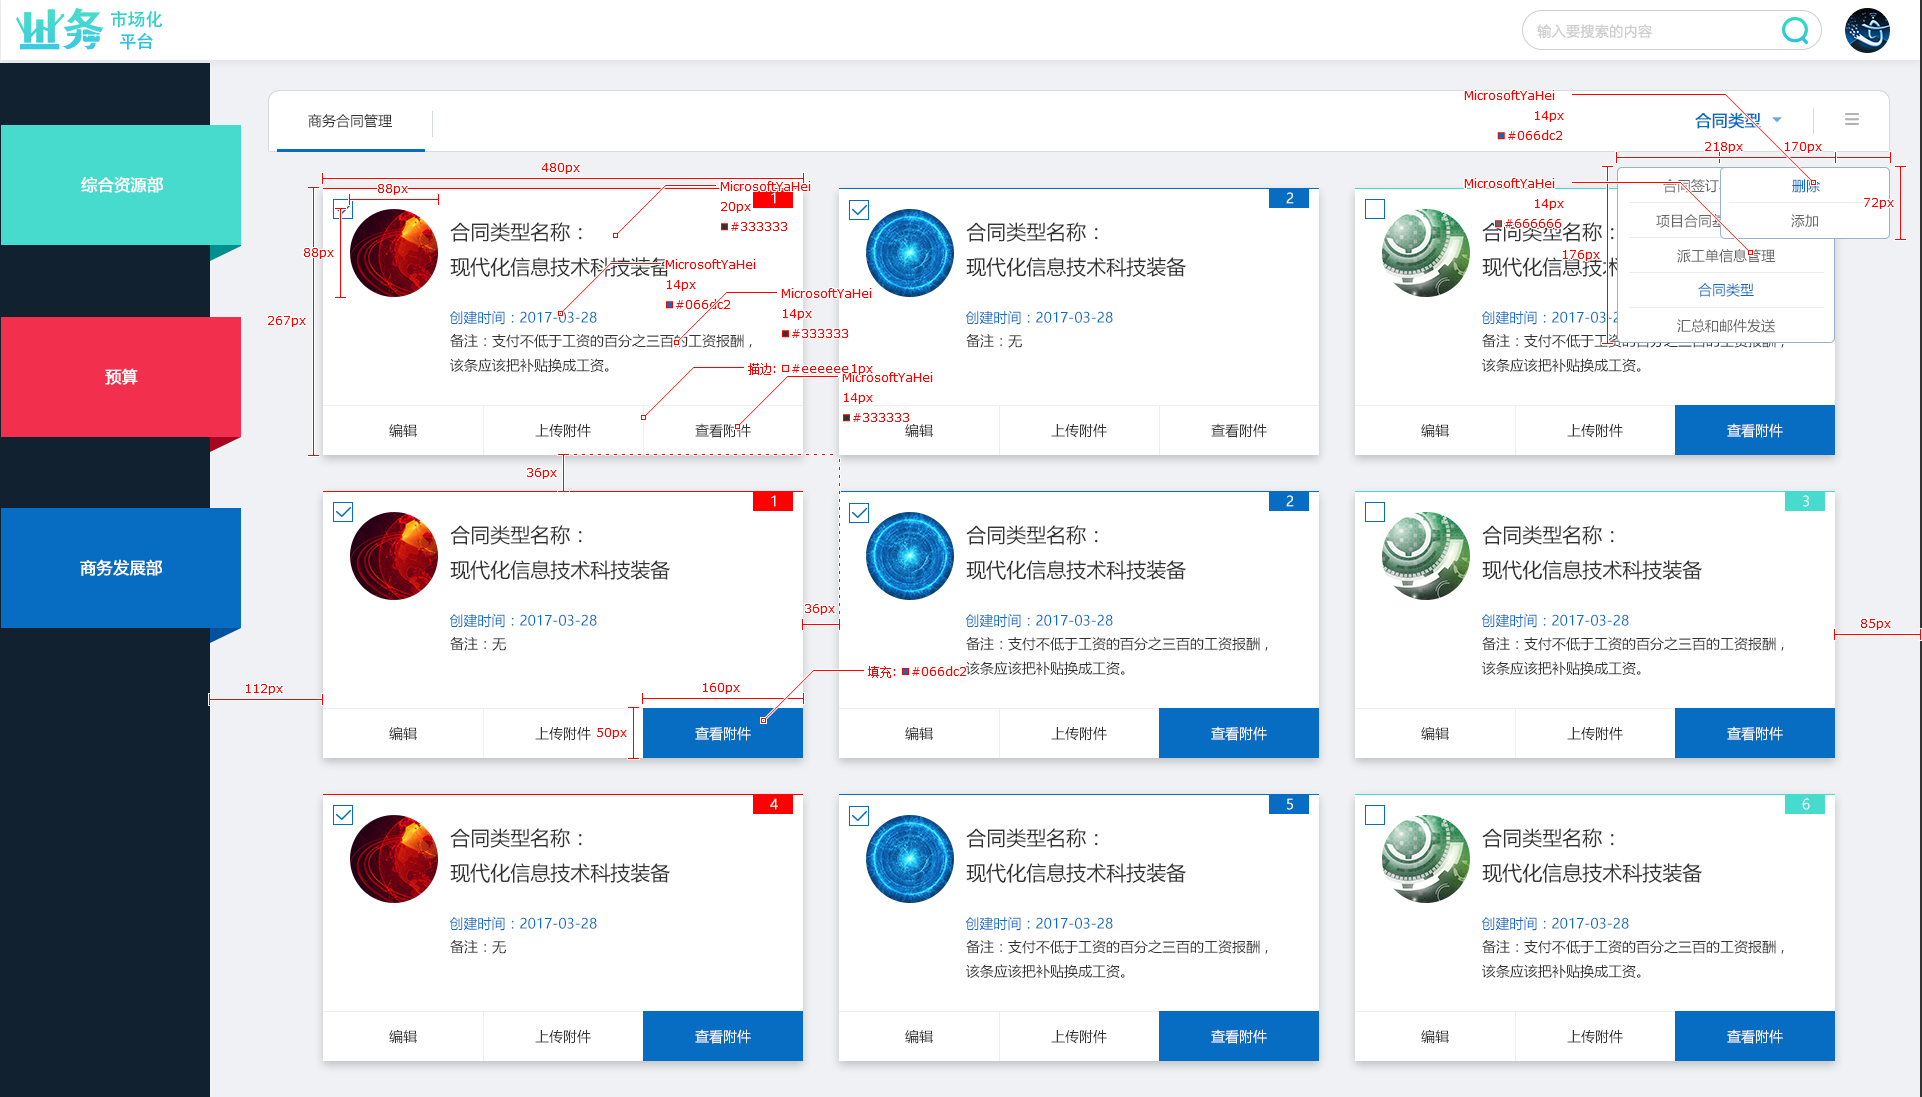 业务 市场化
平台
输入要搜索的内容
综合资源部
预算
商务发展部
商务合同管理
合同类型
MicrosoftYaHei
14px
#066dc2
218px
170px
删除
添加
72px
合同签订
项目合同
派工单信息管理
合同类型
汇总和邮件发送
MicrosoftYaHei
14px
#666666
176px
480px
88px
88px
267px
1
合同类型名称：
现代化信息技术科技装备
创建时间：2017-03-28
备注：支付不低于工资的百分之三百的工资报酬，
该条应该把补贴换成工资。
编辑
上传附件
查看附件
MicrosoftYaHei
20px
#333333
MicrosoftYaHei
14px
#066dc2
MicrosoftYaHei
14px
#333333
描边: #eeeeee1px
MicrosoftYaHei
14px
#333333
2
合同类型名称：
现代化信息技术科技装备
创建时间：2017-03-28
备注：无
编辑
上传附件
查看附件
合同类型名称：
现代化信息技术
创建时间：2017-03-2
备注：支付不低于工资的百分之三百的工资报酬，
该条应该把补贴换成工资。
编辑
上传附件
查看附件
36px
1
合同类型名称：
现代化信息技术科技装备
创建时间：2017-03-28
备注：无
编辑
上传附件
查看附件
112px
160px
50px
36px
填充: #066dc2
2
合同类型名称：
现代化信息技术科技装备
创建时间：2017-03-28
备注：支付不低于工资的百分之三百的工资报酬，
该条应该把补贴换成工资。
编辑
上传附件
查看附件
3
合同类型名称：
现代化信息技术科技装备
创建时间：2017-03-28
备注：支付不低于工资的百分之三百的工资报酬，
该条应该把补贴换成工资。
编辑
上传附件
查看附件
85px
4
合同类型名称：
现代化信息技术科技装备
创建时间：2017-03-28
备注：无
编辑
上传附件
查看附件
5
合同类型名称：
现代化信息技术科技装备
创建时间：2017-03-28
备注：支付不低于工资的百分之三百的工资报酬，
该条应该把补贴换成工资。
编辑
上传附件
查看附件
6
合同类型名称：
现代化信息技术科技装备
创建时间：2017-03-28
备注：支付不低于工资的百分之三百的工资报酬，
该条应该把补贴换成工资。
编辑
上传附件
查看附件